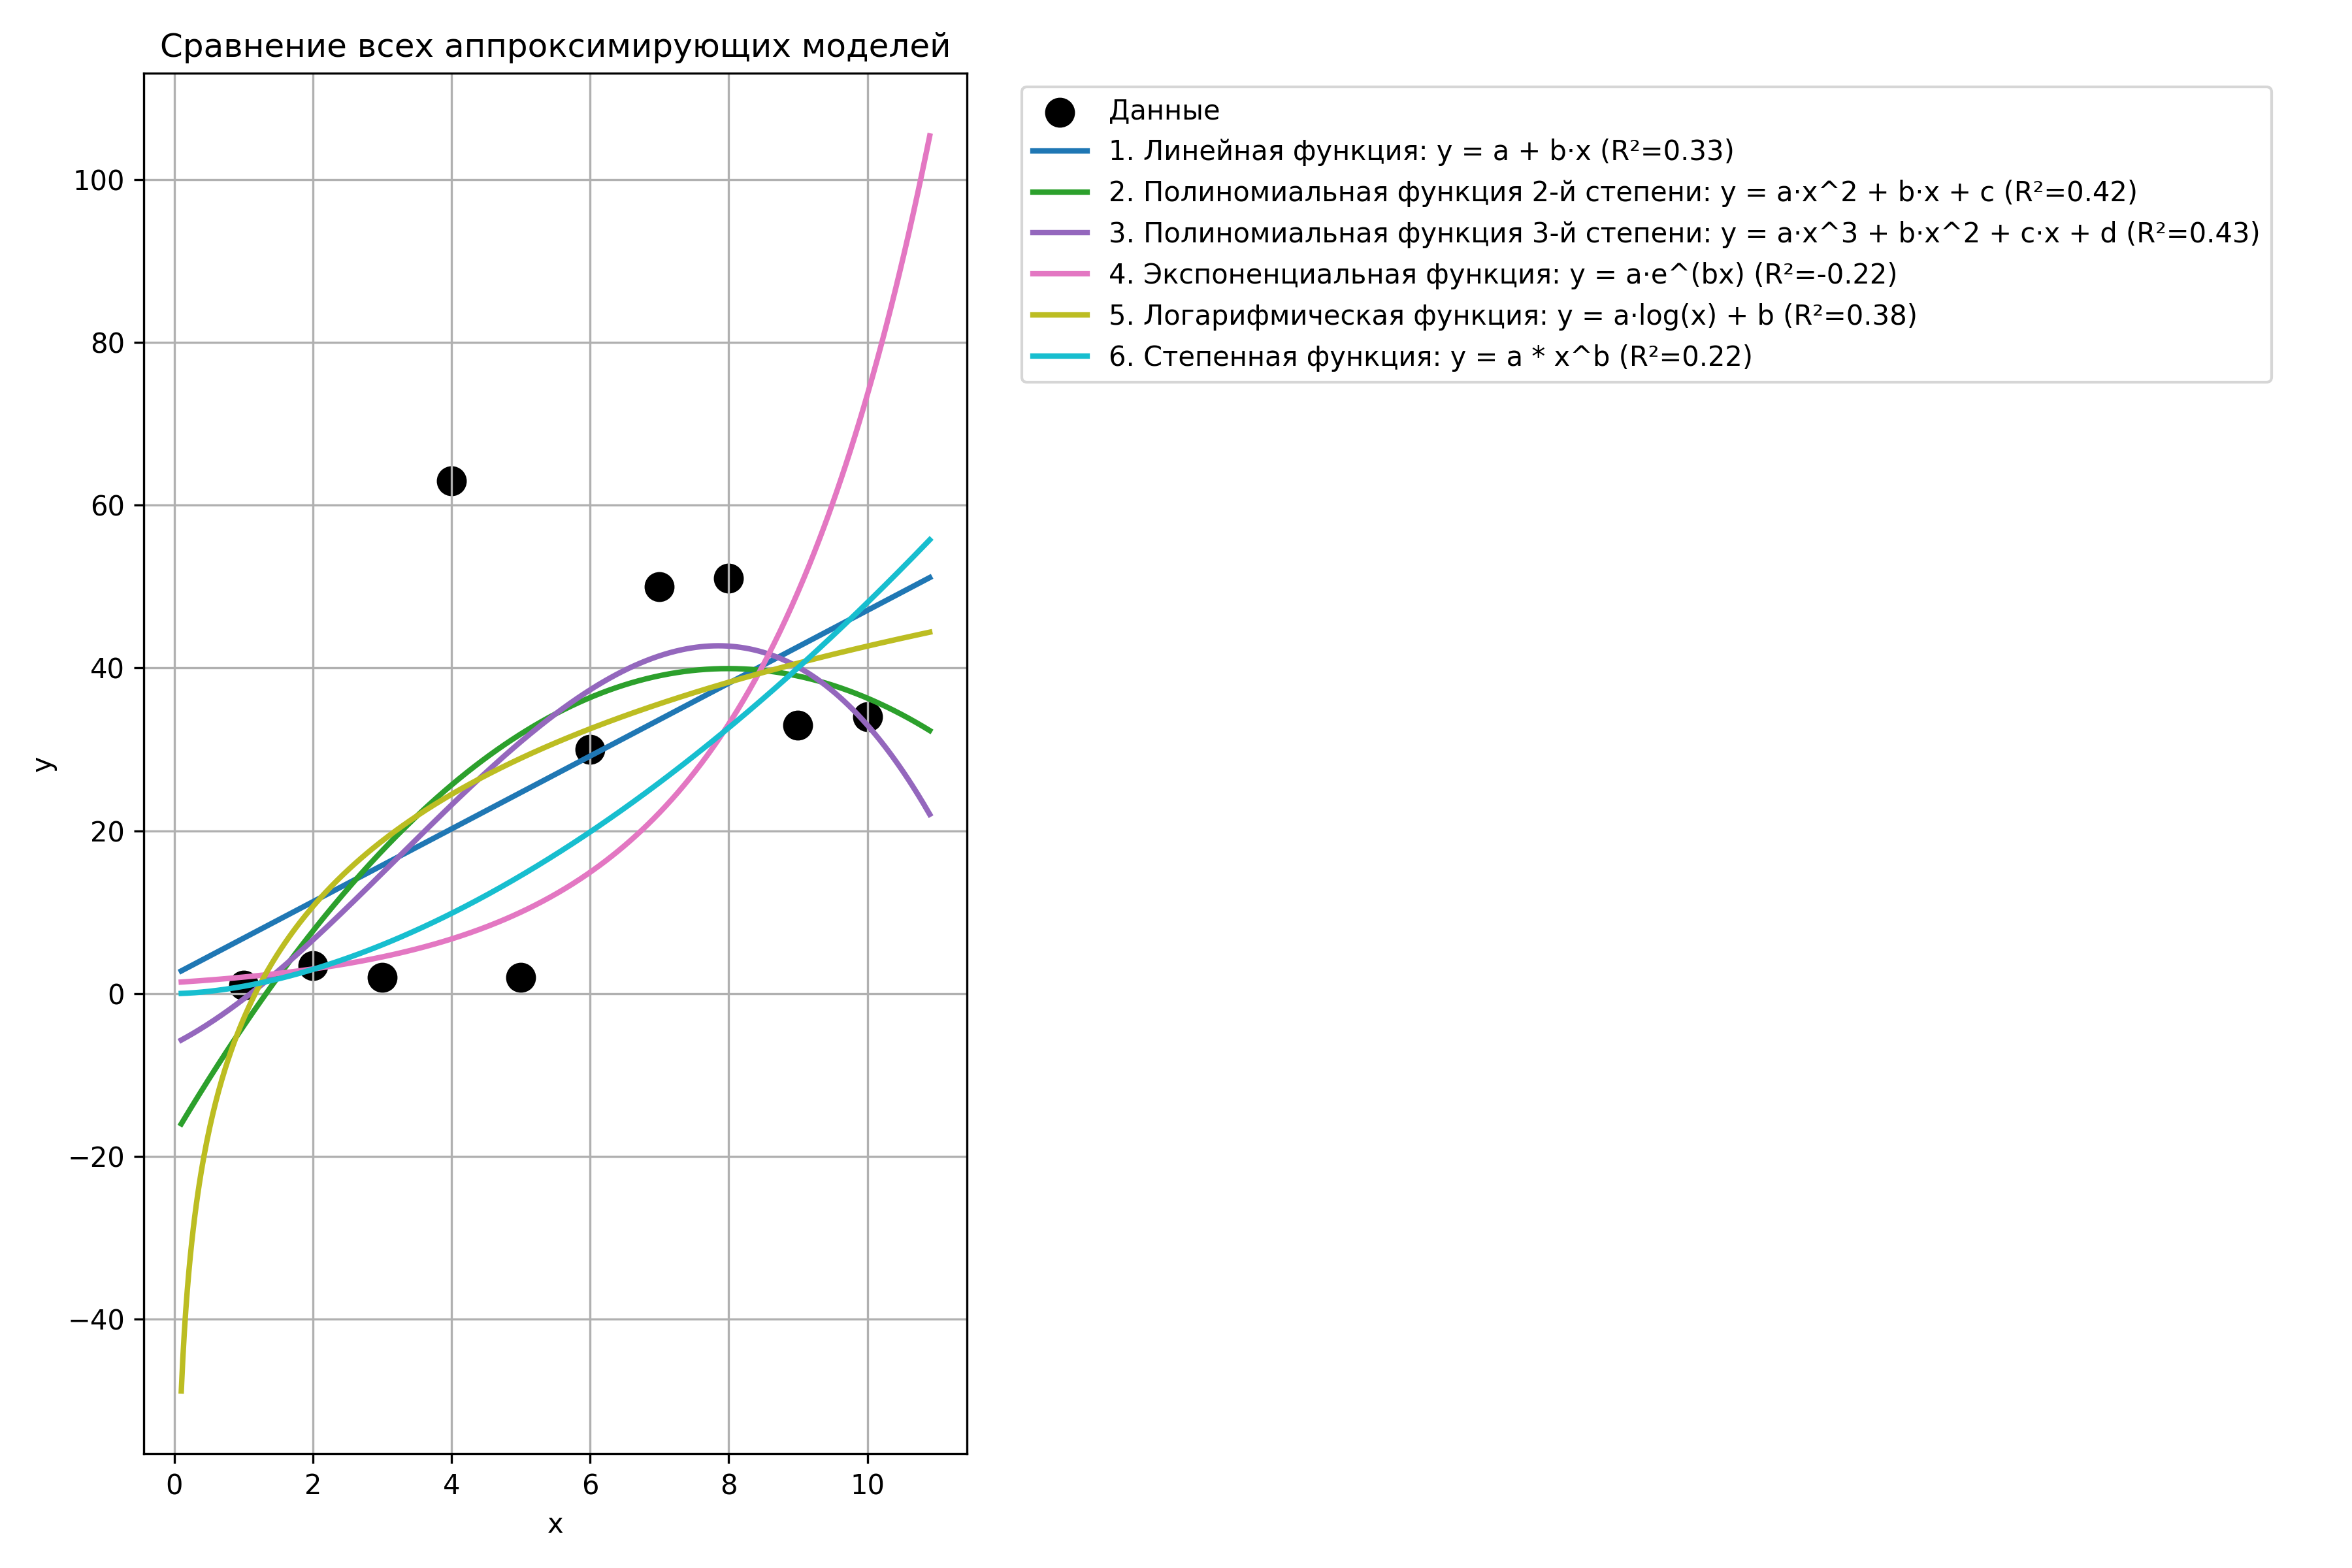 Сравнение всех аппроксимирующих моделей
Данные
1. Линейная функция: y = a + b·x (R²=0.33)
2. Полиномиальная функция 2-й степени: y = a·x^2 + b·x + c (R²=0.42)
3. Полиномиальная функция 3-й степени: y = a·x^3 + b·x^2 + c·x + d (R²=0.43)
4. Экспоненциальная функция: y = a·e^(bx) (R²=-0.22)
5. Логарифмическая функция: y = a·log(x) + b (R²=0.38)
6. Степенная функция: y = a * x^b (R²=0.22)
100
80
60
40
20
0
−20
−40
y
0 2 4 6 8 10
x